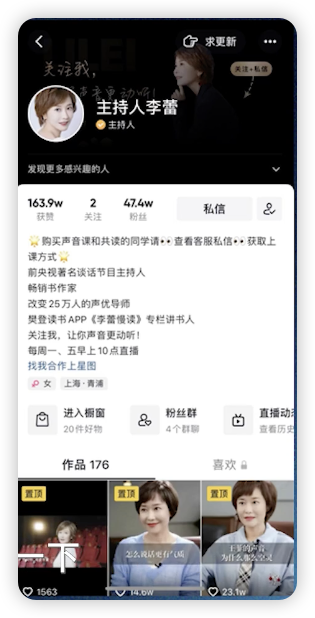 求更新
关注我，
关注+私信
主持人李蕾
主持人
发现更多感兴趣的人
163.9w 2 47.4w
获赞 关注 粉丝
私信
🌟购买声音课和共读的同学请👀查看客服私信👀获取上
课方式🌟
前央视著名谈话节目主持人
畅销书作家
改变25万人的声优导师
樊登读书APP《李蕾慢读》专栏讲书人
关注我，让你声音更动听！
每周一、五早上10点直播
找我合作上星图
女 上海·青浦
进入橱窗 粉丝群 直播动态
20件好物 4个群聊 查看历史
作品 176 喜欢
置顶 置顶 置顶
一下
怎么说话更有气质
王菲的声音
为什么那么空灵
1563 14.6w 23.1w